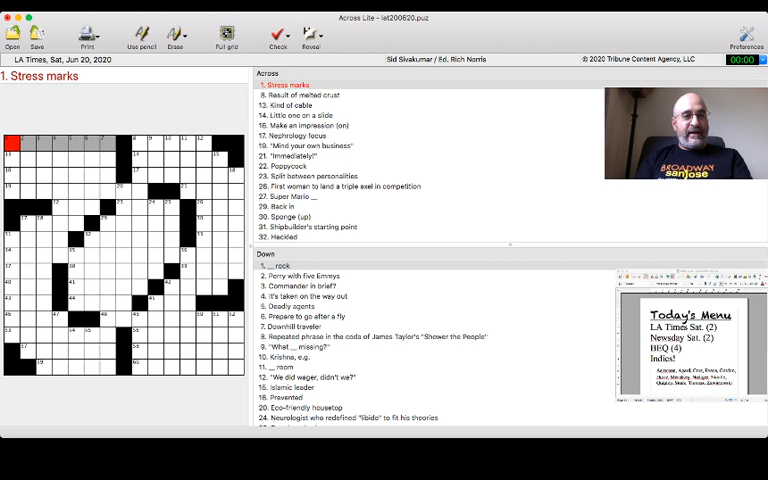 Across Lite - lat200620.puz
Open
Save
Print
Use pencil
Erase
Full grid
Check
Reveal
Preferences
LA Times, Sat, Jun 20, 2020
Sid Sivakumar / Ed. Rich Norris
© 2020 Tribune Content Agency, LLC
00:00
1. Stress marks
Across
1. Stress marks
8. Result of melted crust
13. Kind of cable
14. Little one on a slide
16. Make an impression (on)
17. Nephrology focus
19. "Mind your own business"
21. "Immediately!"
22. Poppycock
23. Split between personalities
26. First woman to land a triple axel in competition
27. Super Mario __
29. Back in
30. Sponge (up)
31. Shipbuilder's starting point
32. Heckled
Down
1. __ rock
2. Perry with five Emmys
3. Commander in brief?
4. It's taken on the way out
5. Deadly agents
6. Prepare to go after a fly
7. Downhill traveler
8. Repeated phrase in the coda of James Taylor's "Shower the People"
9. "What __ missing?"
10. Krishna, e.g.
11. __ room
12. "We did wager, didn't we?"
15. Islamic leader
18. Prevented
20. Eco-friendly housetop
24. Neurologist who redefined "libido" to fit his theories
BROADWAY
sanjose
Today's Menu
LA Times Sat. (2)
Newsday Sat. (2)
BEQ (4)
Indies!